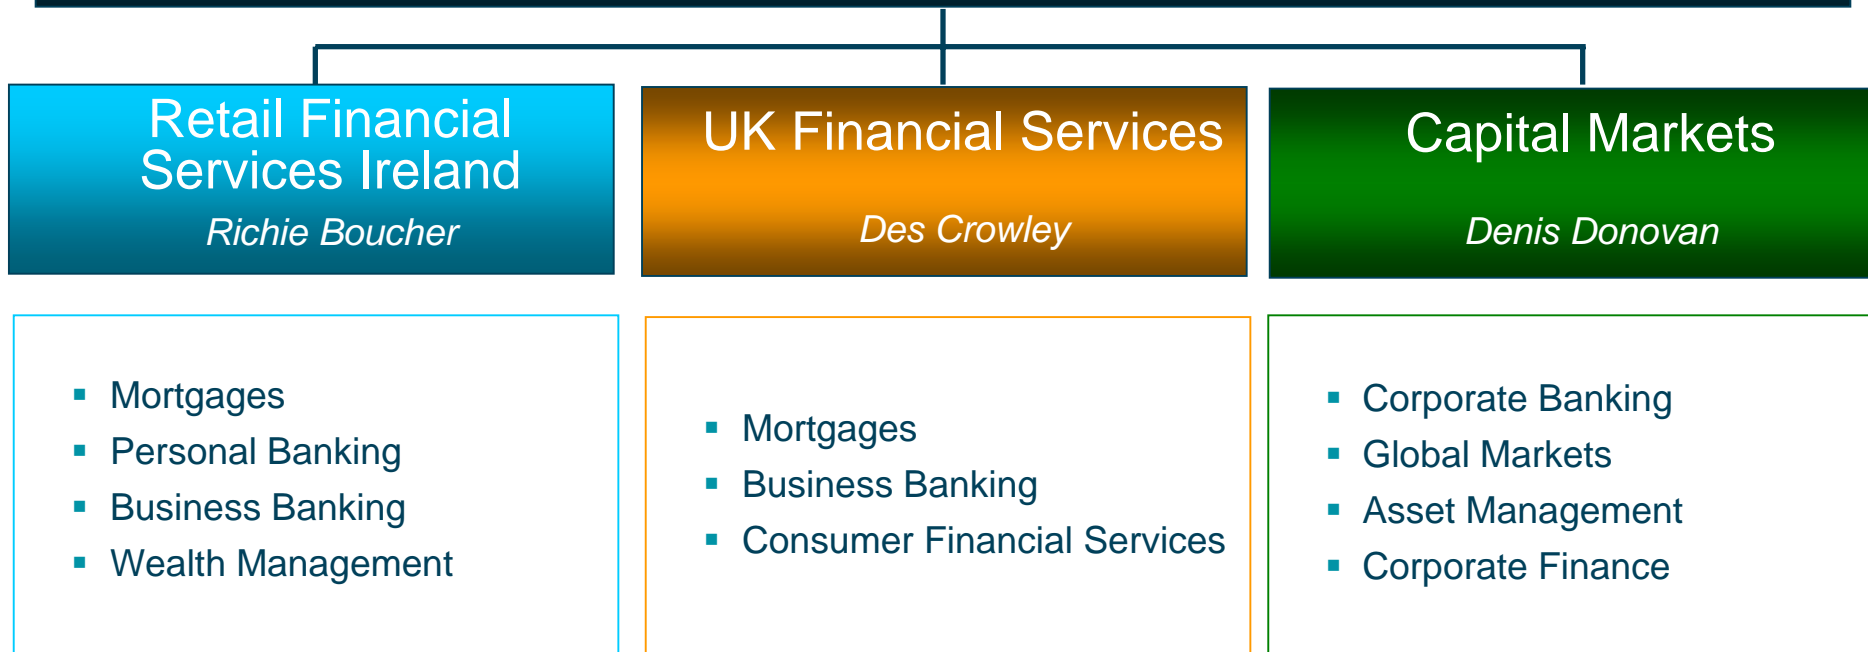 Retail Financial
Services Ireland
Richie Boucher
UK Financial Services
Des Crowley
Capital Markets
Denis Donovan
▪ Mortgages
▪ Personal Banking
▪ Business Banking
▪ Wealth Management
▪ Mortgages
▪ Business Banking
▪ Consumer Financial Services
▪ Corporate Banking
▪ Global Markets
▪ Asset Management
▪ Corporate Finance